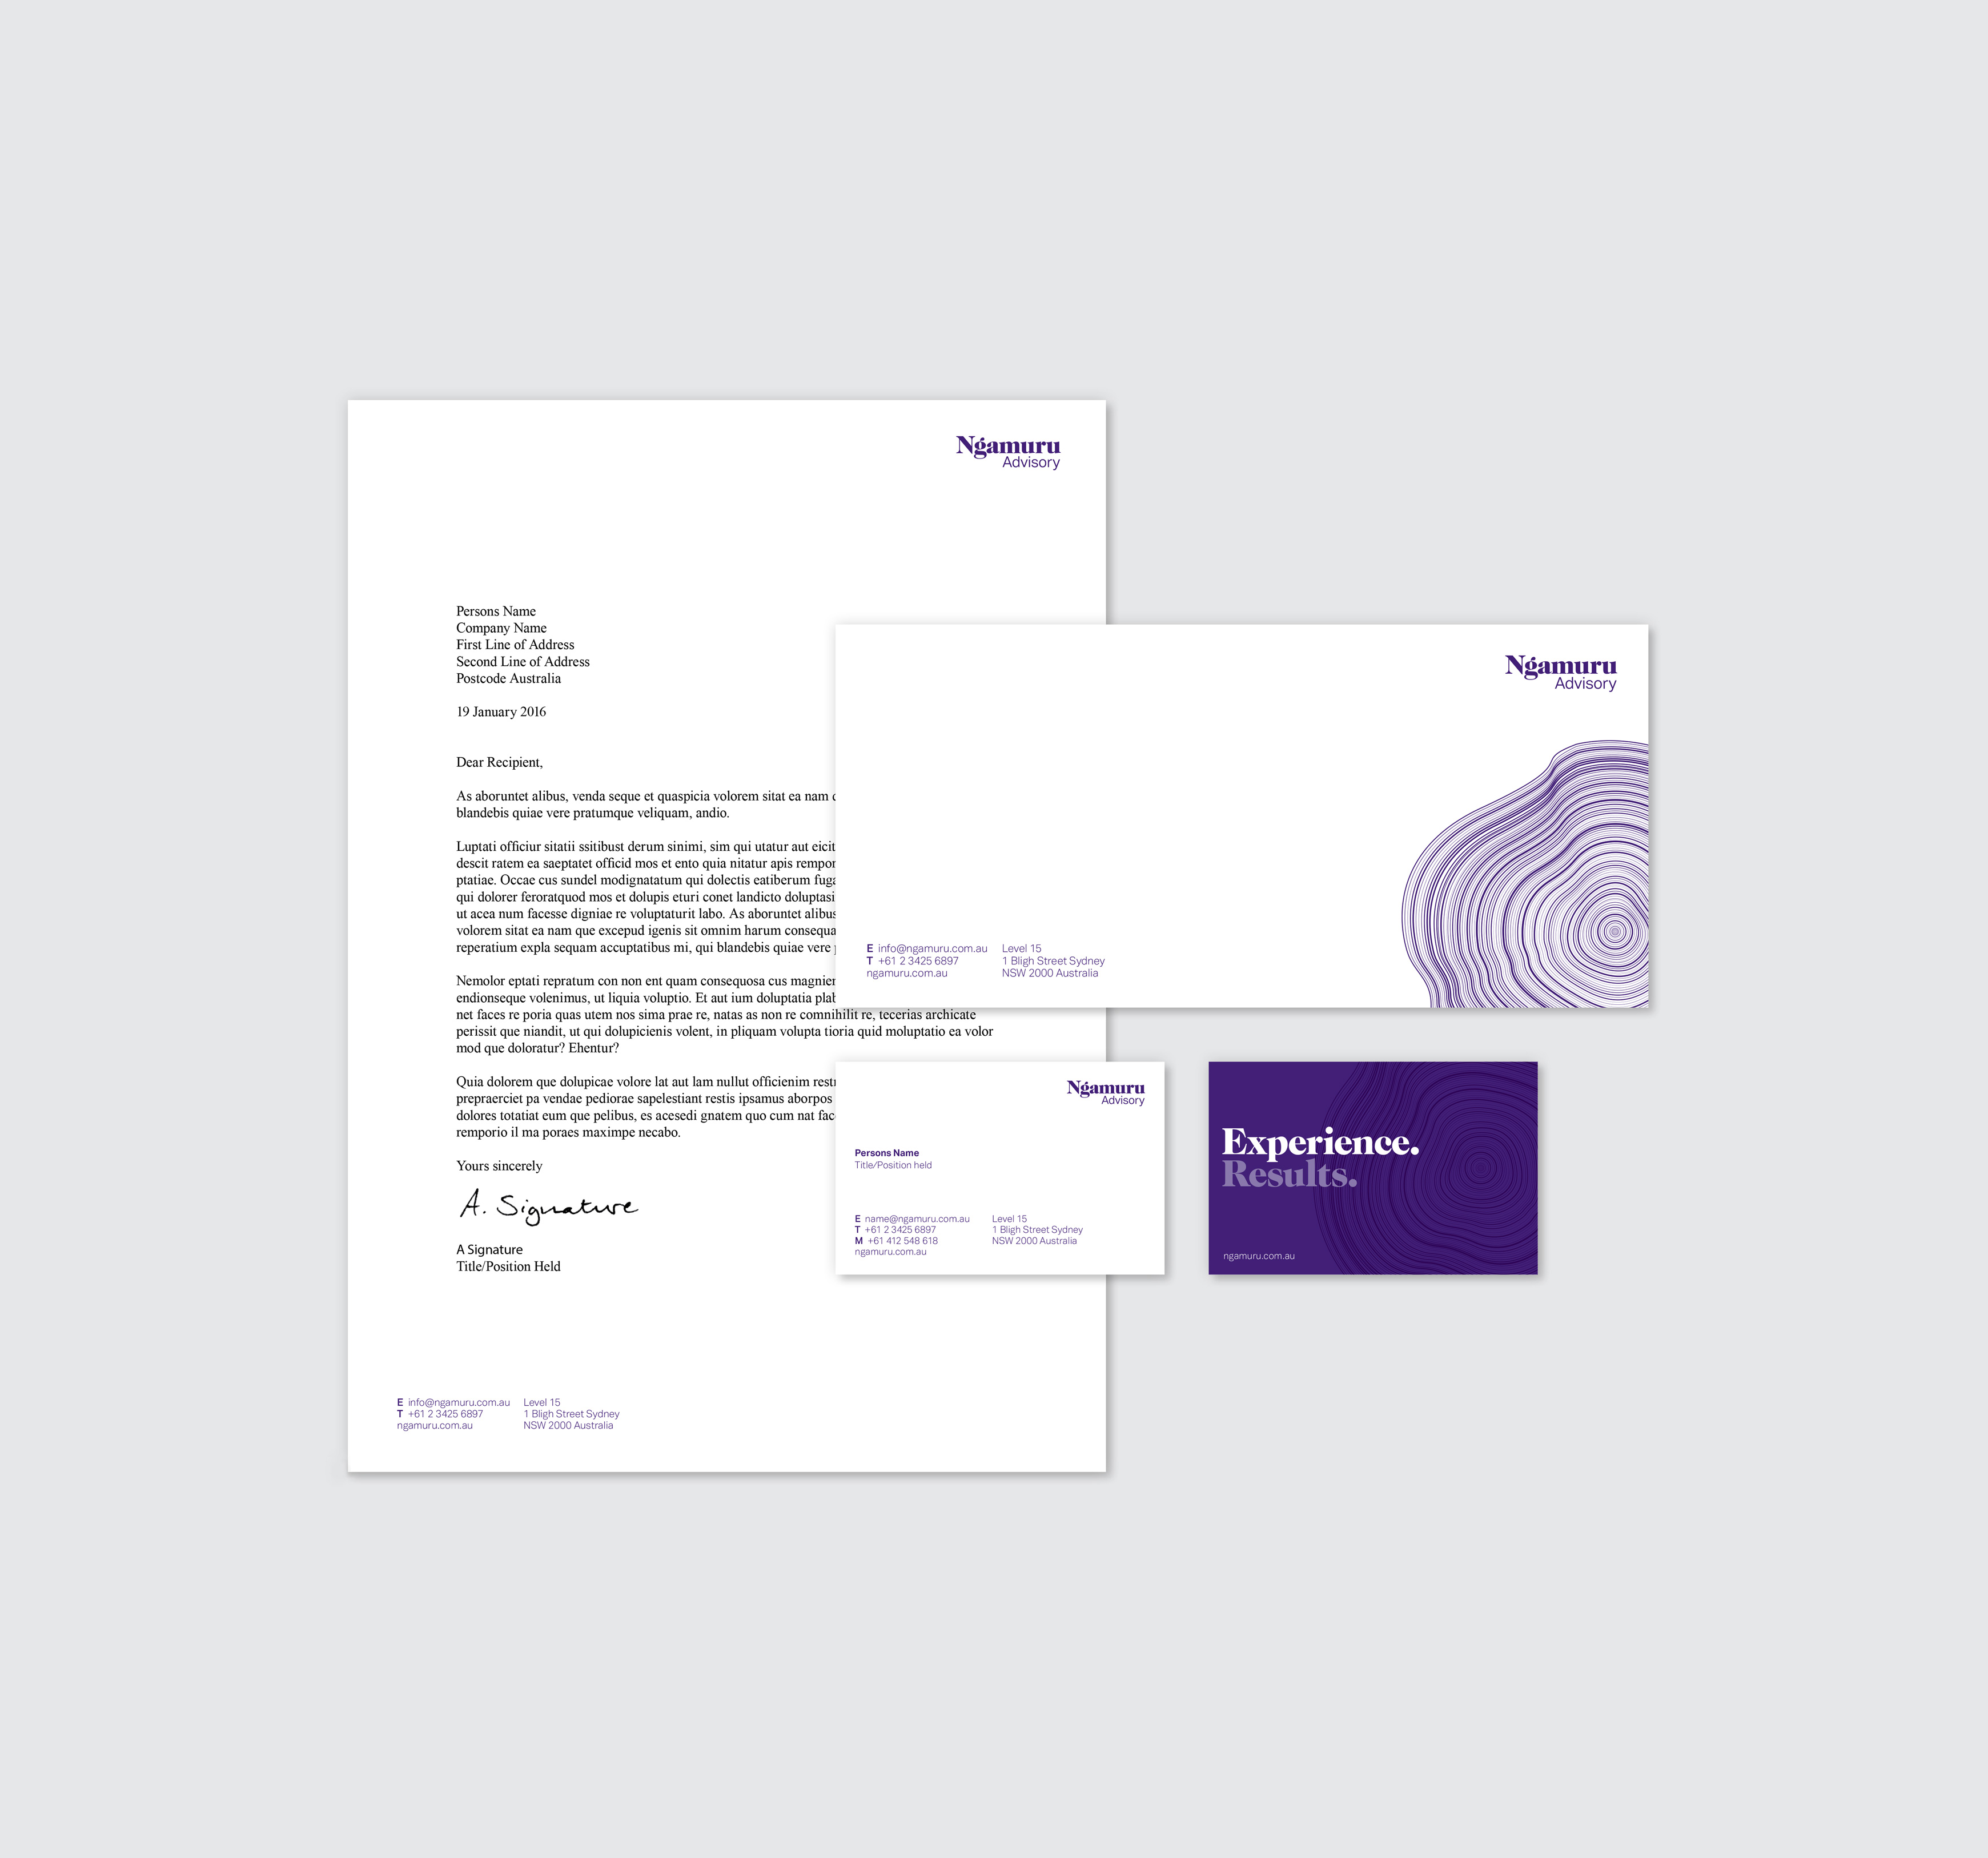 Ngamuru
Advisory
Persons Name
Company Name
First Line of Address
Second Line of Address
Postcode Australia
19 January 2016
Dear Recipient,
As aboruntet alibus, venda seque et quaspicia volorem sitat ea nam
blandebis quiae vere pratumque veliquam, andio.
Luptati officiur sitatii ssitibust derum sinimi, sim qui utatur aut eicit
descit ratem ea saeptatet officid mos et ento quia nitatur apis rempor
ptatiae. Occae cus sundel modignatatum qui dolectis eatiberum fuga
qui dolorer feroratquod mos et dolupis eturi conet landicto doluptasi
ut acea num facesse digniae re voluptaturit labo. As aboruntet alibus
volorem sitat ea nam que excepud igenis sit omnim harum consequa
reperatium expla sequam accuptatibus mi, qui blandebis quiae vere
Nemolor eptati repratum con non ent quam consequosa cus magnier
endionseque volenimus, ut liquia voluptio. Et aut ium doluptatia plab
net faces re poria quas utem nos sima prae re, natas as non re comnihilit re, tecerias archicate
perissit que niandit, ut qui dolupicienis volent, in pliquam volupta tioria quid moluptatio ea volor
mod que doloratur? Ehentur?
Quia dolorem que dolupicae volore lat aut lam nullut officienim restr
prepraerciet pa vendae pediorae sapelestiant restis ipsamus aborpos
dolores totatiat eum que pelibus, es acesedi gnatem quo cum nat fac
remporio il ma poraes maximpe necabo.
Yours sincerely
A. Signature
A Signature
Title/Position Held
E info@ngamuru.com.au
T +61 2 3425 6897
ngamuru.com.au
Level 15
1 Bligh Street Sydney
NSW 2000 Australia
Ngamuru
Advisory
E info@ngamuru.com.au
T +61 2 3425 6897
ngamuru.com.au
Level 15
1 Bligh Street Sydney
NSW 2000 Australia
Ngamuru
Advisory
Persons Name
Title/Position held
E name@ngamuru.com.au
T +61 2 3425 6897
M +61 412 548 618
ngamuru.com.au
Level 15
1 Bligh Street Sydney
NSW 2000 Australia
Experience.
Results.
ngamuru.com.au